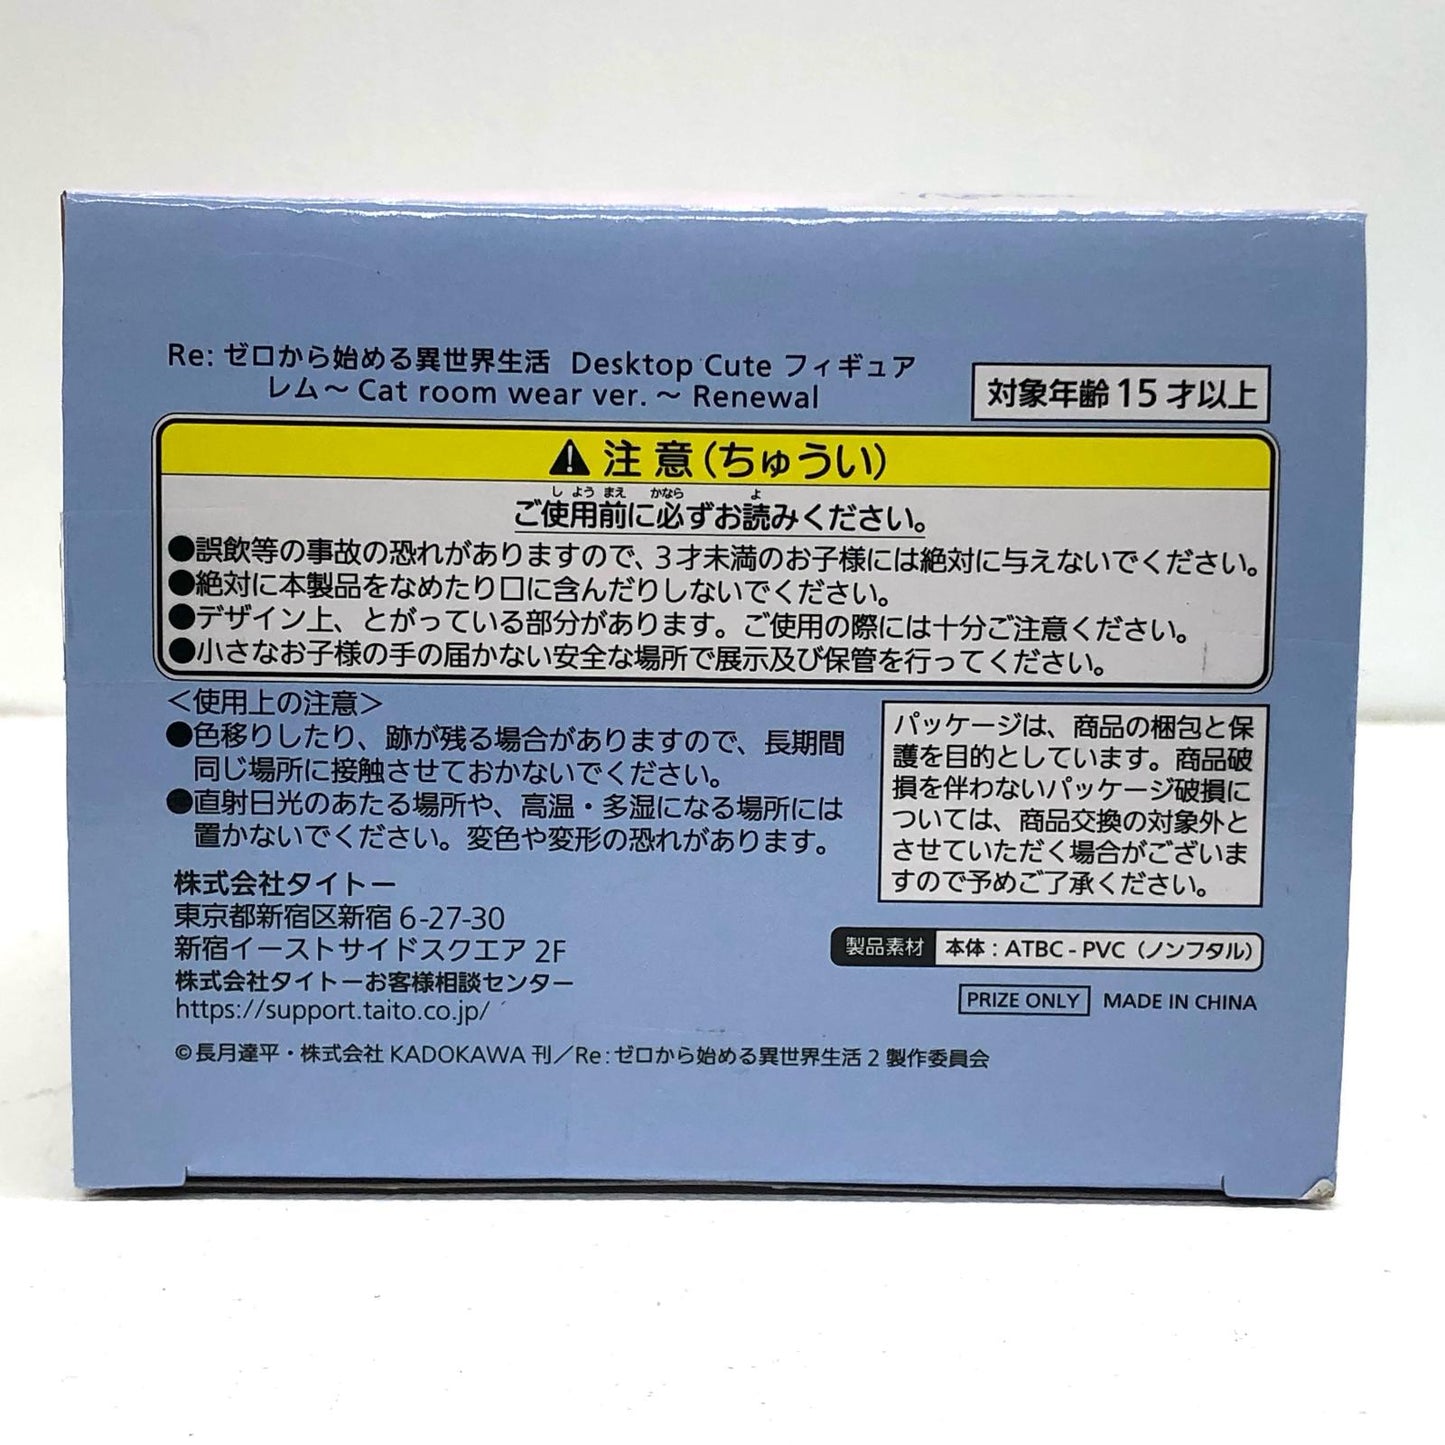 Re: ゼロから始める異世界生活 Desktop Cute フィギュア
レム〜 Cat room wear ver. 〜 Renewal
対象年齢 15 才以上
注 意（ちゅうい）
し よう まえ かなら よ
ご使用前に必ずお読みください。
●誤飲等の事故の恐れがありますので、3才未満のお子様には絶対に与えないでください。
●絶対に本製品をなめたり口に含んだりしないでください。
●デザイン上、とがっている部分があります。ご使用の際には十分ご注意ください。
●小さなお子様の手の届かない安全な場所で展示及び保管を行ってください。
＜使用上の注意＞
●色移りしたり、跡が残る場合がありますので、長期間
同じ場所に接触させておかないでください。
●直射日光のあたる場所や、高温・多湿になる場所には
置かないでください。変色や変形の恐れがあります。
パッケージは、商品の梱包と保
護を目的としています。商品破
損を伴わないパッケージ破損に
ついては、商品交換の対象外と
させていただく場合がございま
すので予めご了承ください。
株式会社タイトー
東京都新宿区新宿 6-27-30
新宿イーストサイドスクエア 2F
株式会社タイトーお客様相談センター
https://support.taito.co.jp/
製品素材 本体：ATBC-PVC（ノンフタル）
PRIZE ONLY MADE IN CHINA
©長月達平・株式会社 KADOKAWA 刊／Re:ゼロから始める異世界生活 2 製作委員会